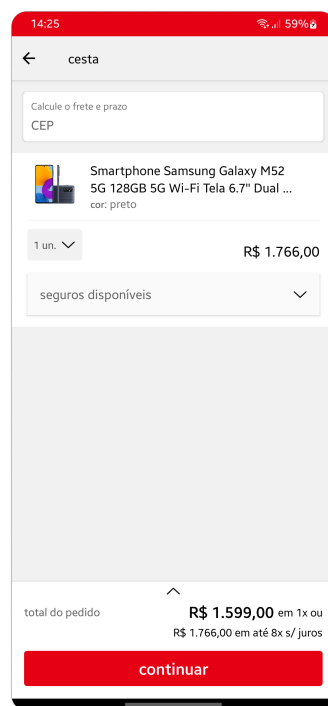 14:25
59%
cesta
Calcule o frete e prazo
CEP
Smartphone Samsung Galaxy M52
5G 128GB 5G Wi-Fi Tela 6.7" Dual ...
cor: preto
1 un.
R$ 1.766,00
seguros disponíveis
total do pedido
R$ 1.599,00 em 1x ou
R$ 1.766,00 em até 8x s/ juros
continuar